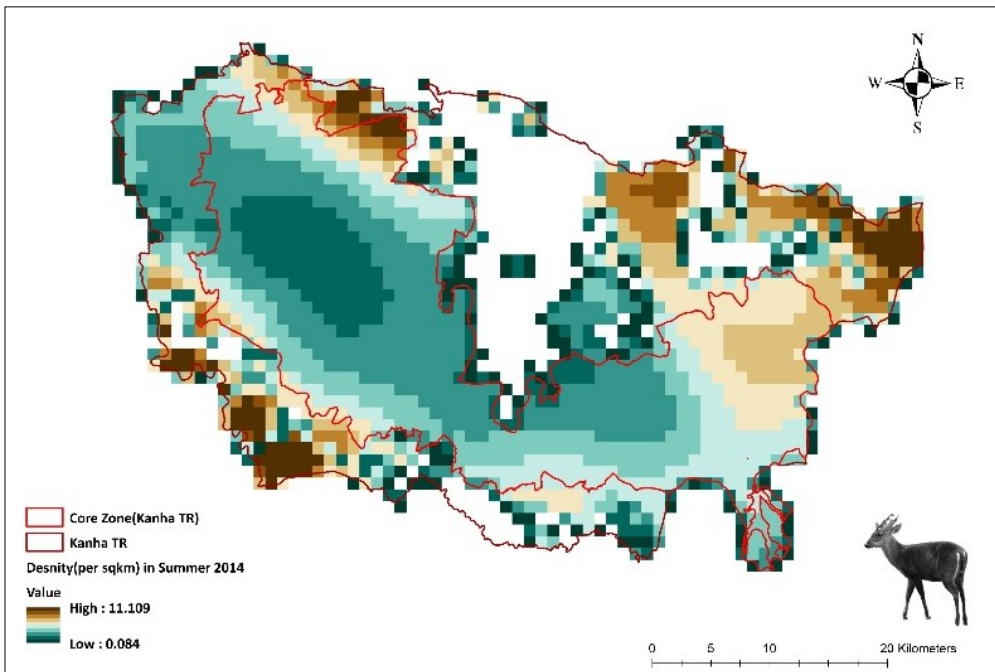 N
W E
S
Core Zone(Kanha TR)
Kanha TR
Desnity(per sqkm) in Summer 2014
Value
High : 11.109
Low : 0.084
0 5 10 20 Kilometers